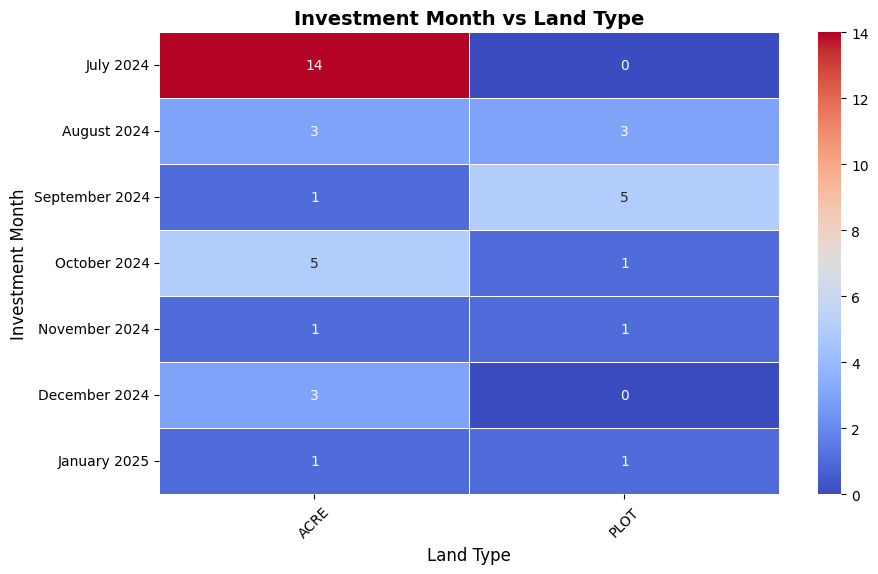 Investment Month vs Land Type
Investment Month
July 2024 14 0
August 2024 3 3
September 2024 1 5
October 2024 5 1
November 2024 1 1
December 2024 3 0
January 2025 1 1
ACRE PLOT
Land Type
14
12
10
8
6
4
2
0